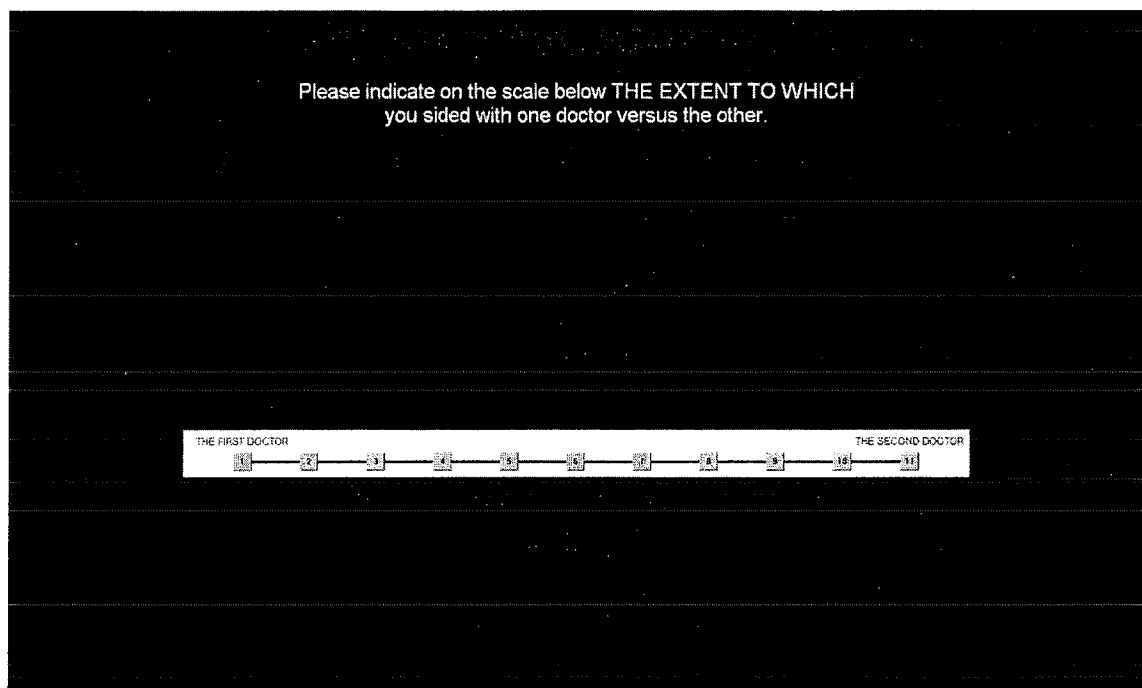 Please indicate on the scale below THE EXTENT TO WHICH
you sided with one doctor versus the other.
THE FIRST DOCTOR THE SECOND DOCTOR
1 2 3 4 5 6 7 8 9 10 11